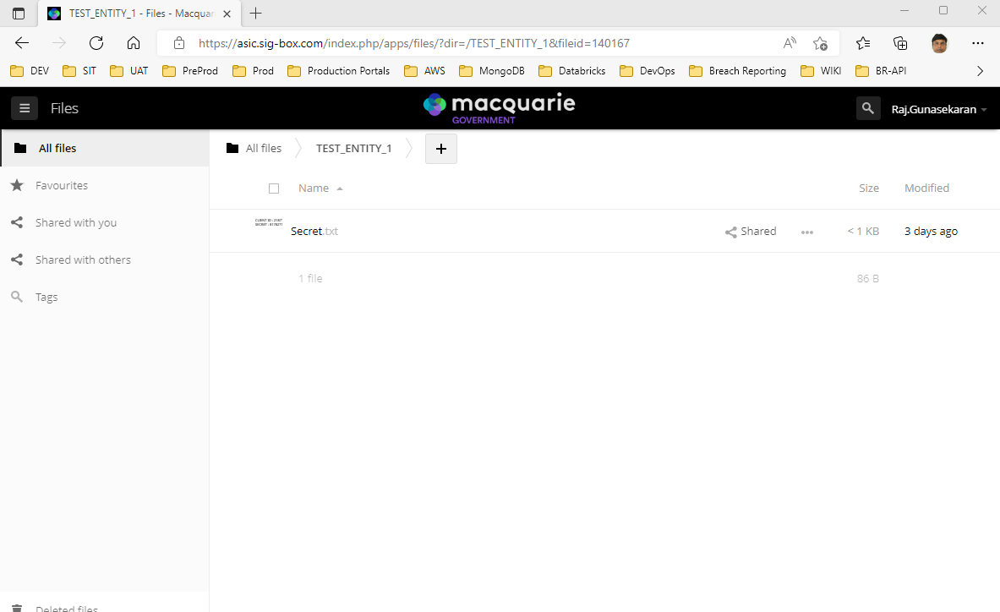 TEST_ENTITY_1 - Files - Macquar
https://asic.sig-box.com/index.php/apps/files/?dir=/TEST_ENTITY_1&fileid=140167
DEV SIT UAT PreProd Prod Production Portals AWS MongoDB Databricks DevOps Breach Reporting WIKI BR-API
Files macquarie Raj.Gunasekaran
GOVERNMENT
All files
Favourites
Shared with you
Shared with others
Tags
Deleted files
All files TEST_ENTITY_1 +
Name Size Modified
Secret.txt Shared ... < 1 KB 3 days ago
1 file 86 B